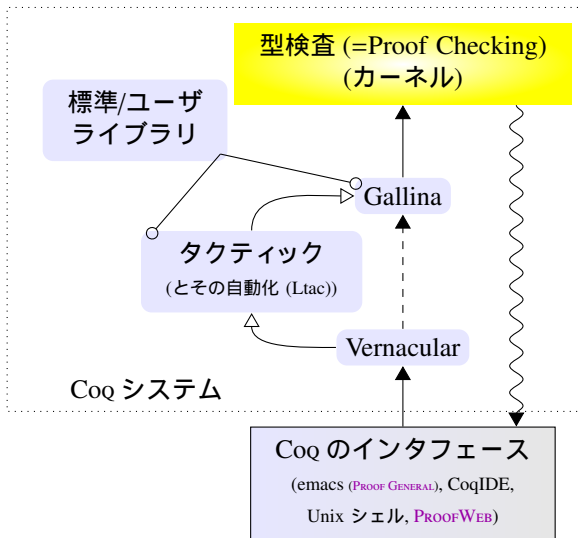 型検査 (=Proof Checking)
(カーネル)
標準/ユーザ
ライブラリ
Gallina
タクティック
(とその自動化 (Ltac))
Vernacular
COQ システム
COQ のインタフェース
(emacs (PROOF GENERAL), CoqIDE,
Unix シェル, PROOFWEB)